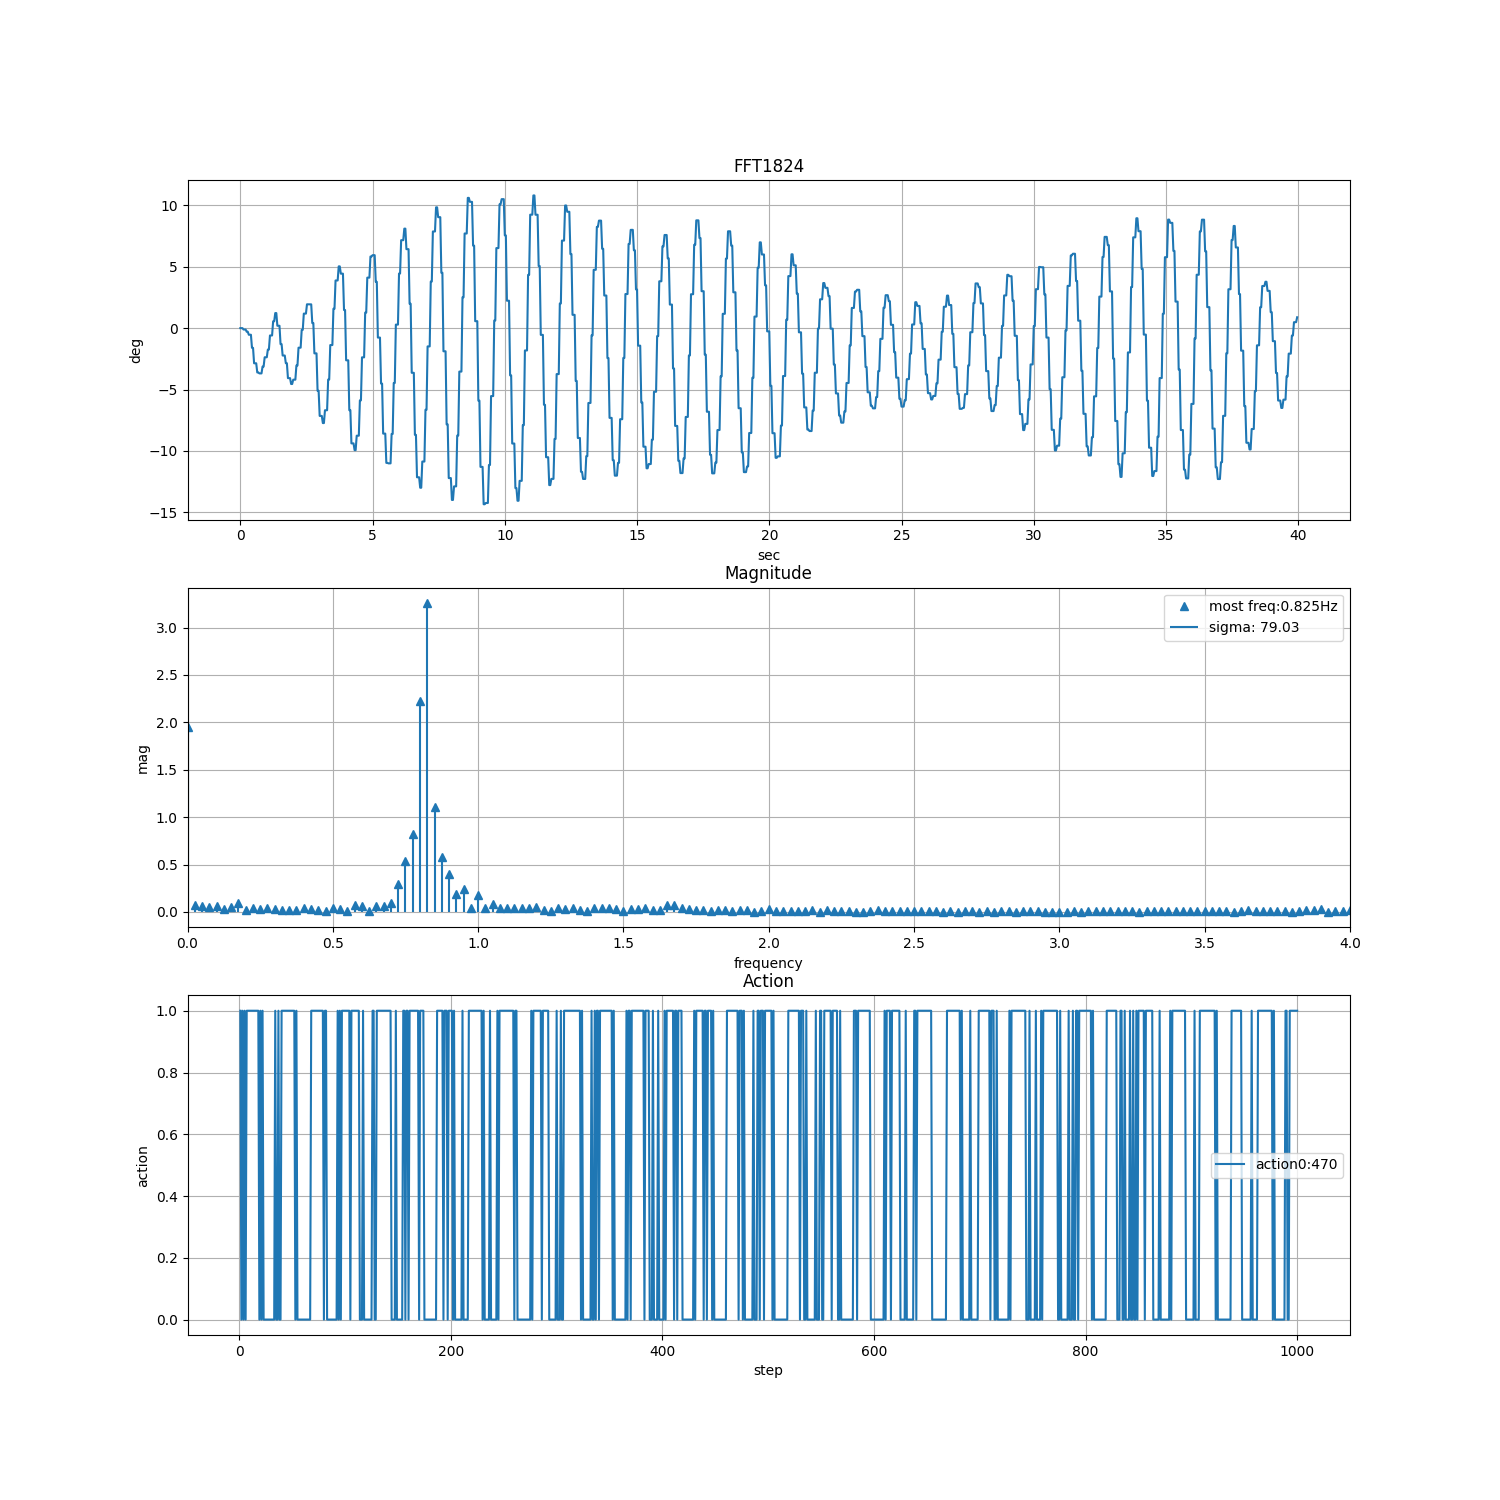 FFT1824
10
5
0
−5
−10
−15
deg
0 5 10 15 20 25 30 35 40
sec
Magnitude
most freq:0.825Hz
sigma: 79.03
3.0
2.5
2.0
1.5
1.0
0.5
0.0
mag
0.0 0.5 1.0 1.5 2.0 2.5 3.0 3.5 4.0
frequency
Action
1.0
0.8
0.6
0.4
0.2
0.0
action
action0:470
0 200 400 600 800 1000
step